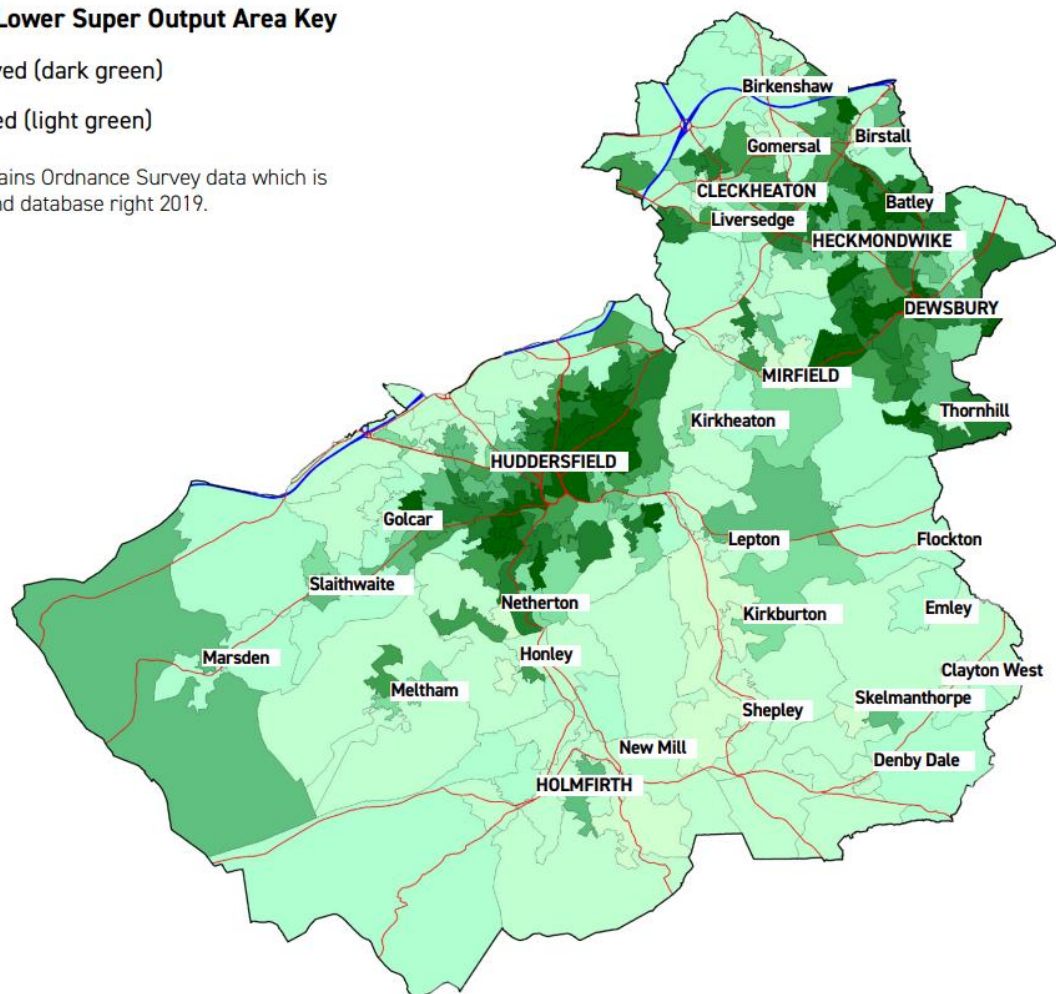 Lower Super Output Area Key
ved (dark green)
ed (light green)
ains Ordnance Survey data which is
nd database right 2019.
Birkenshaw
Birstall
Gomersal
CLECKHEATON
Batley
Liversedge
HECKMONDWIKE
DEWSBURY
MIRFIELD
Thornhill
Kirkheaton
HUDDERSFIELD
Golcar
Lepton
Flockton
Slaithwaite
Netherton
Kirkburton
Emley
Honley
Marsden
Clayton West
Meltham
Skelmanthorpe
Shepley
New Mill
Denby Dale
HOLMFIRTH